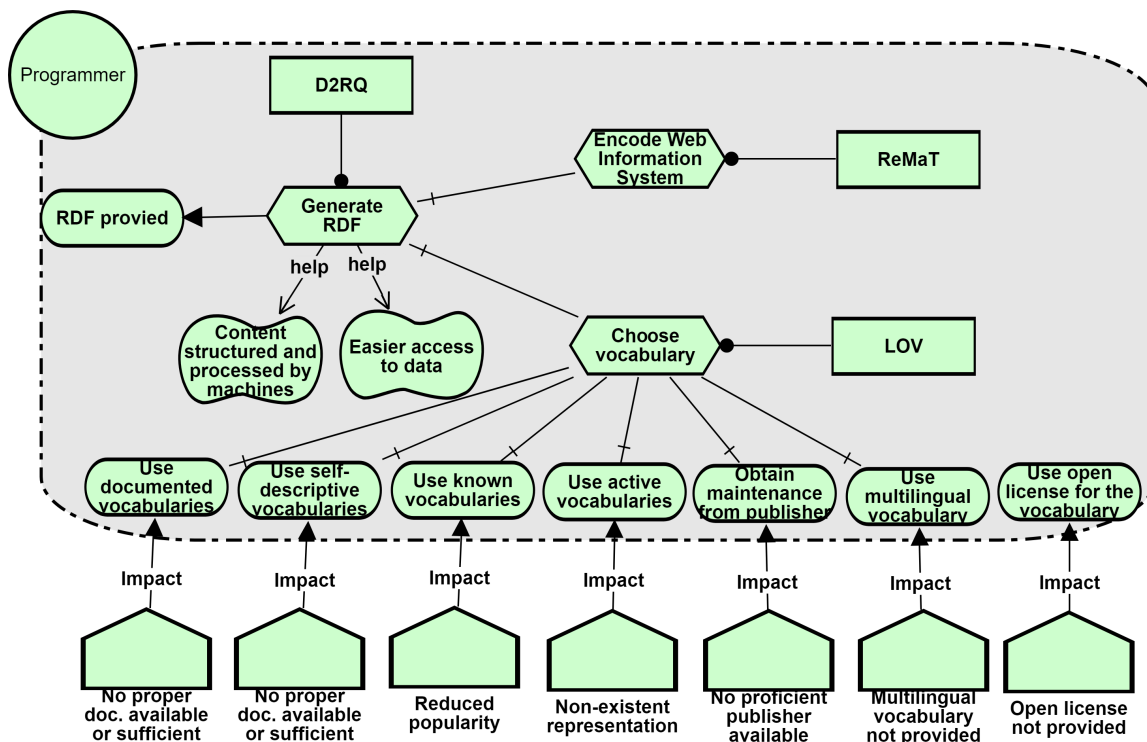 Programmer
D2RQ
Encode Web
Information
System
ReMaT
RDF provied
Generate
RDF
help
help
Content
structured and
processed by
machines
Easier access
to data
Choose
vocabulary
LOV
Use
documented
vocabularies
Use self-
descriptive
vocabularies
Use known
vocabularies
Use active
vocabularies
Obtain
maintenance
from publisher
Use
multilingual
vocabulary
Use open
license for the
vocabulary
Impact
Impact
Impact
Impact
Impact
Impact
Impact
No proper
doc. available
or sufficient
No proper
doc. available
or sufficient
Reduced
popularity
Non-existent
representation
No proficient
publisher
available
Multilingual
vocabulary
not provided
Open license
not provided